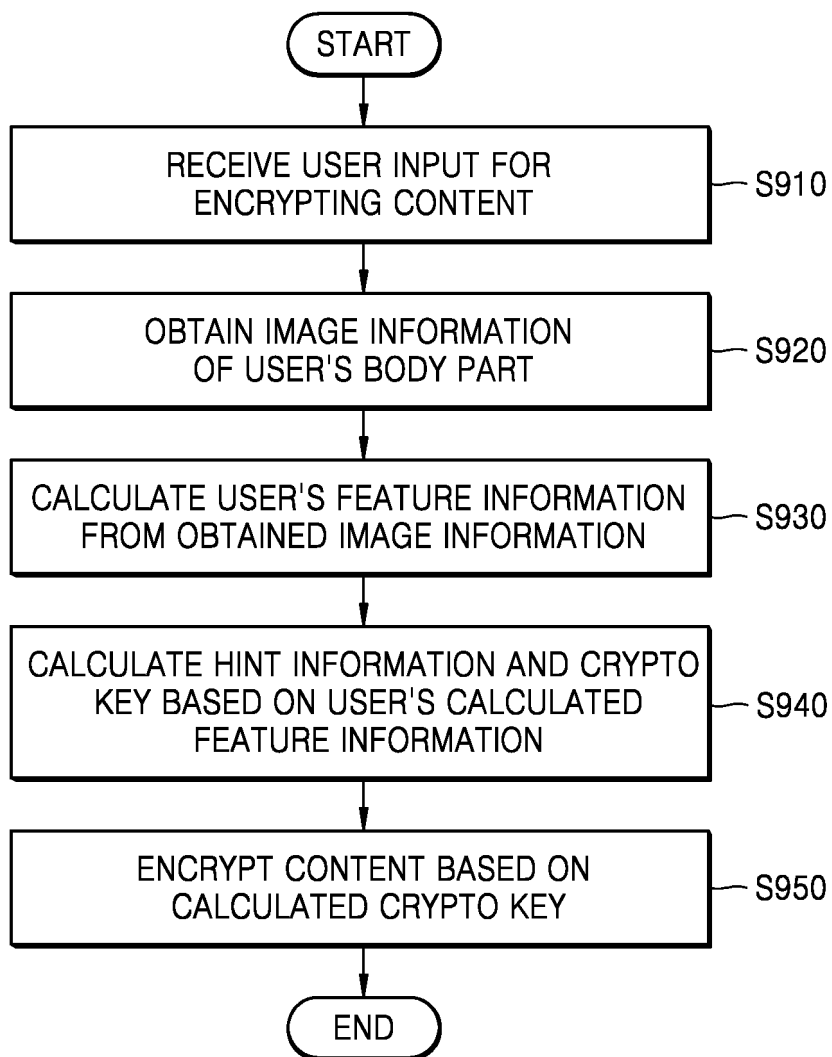 START
RECEIVE USER INPUT FOR
ENCRYPTING CONTENT
S910
OBTAIN IMAGE INFORMATION
OF USER'S BODY PART
S920
CALCULATE USER'S FEATURE INFORMATION
FROM OBTAINED IMAGE INFORMATION
S930
CALCULATE HINT INFORMATION AND CRYPTO
KEY BASED ON USER'S CALCULATED
FEATURE INFORMATION
S940
ENCRYPT CONTENT BASED ON
CALCULATED CRYPTO KEY
S950
END